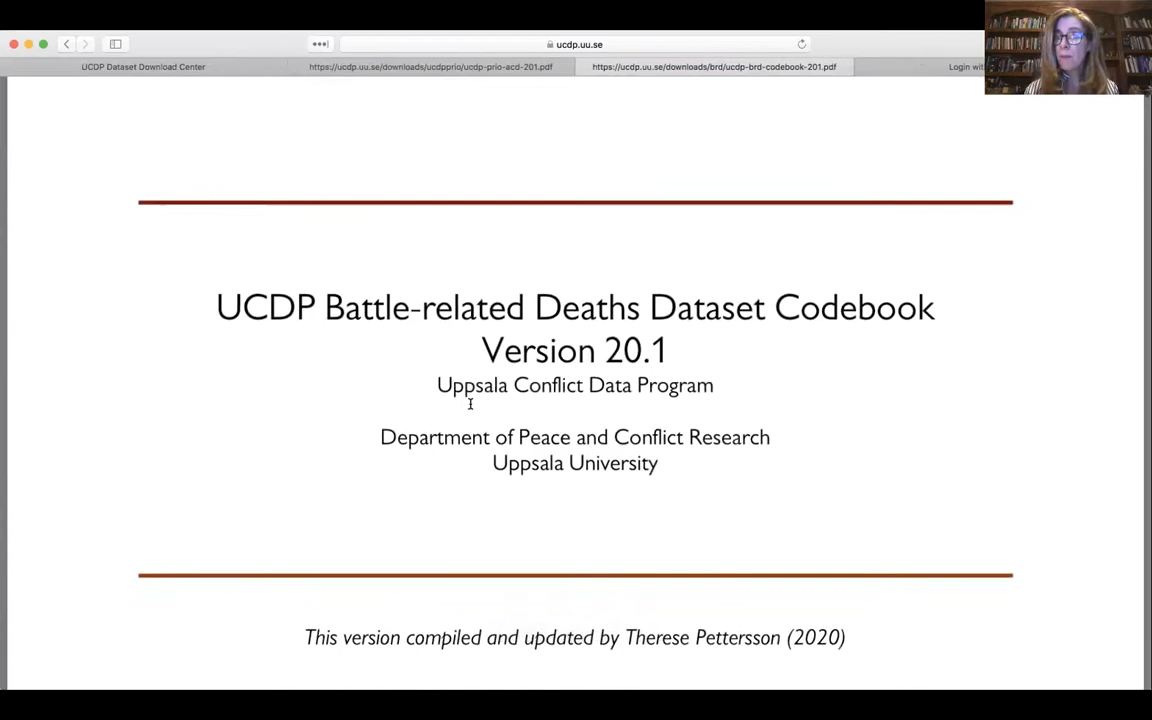 ucdp.uu.se
UCDP Dataset Download Center
https://ucdp.uu.se/downloads/ucdpprio/ucdp-prio-acd-201.pdf
https://ucdp.uu.se/downloads/brd/ucdp-brd-codebook-201.pdf
Login wit
UCDP Battle-related Deaths Dataset Codebook
Version 20.1
Uppsala Conflict Data Program
Department of Peace and Conflict Research
Uppsala University
This version compiled and updated by Therese Pettersson (2020)